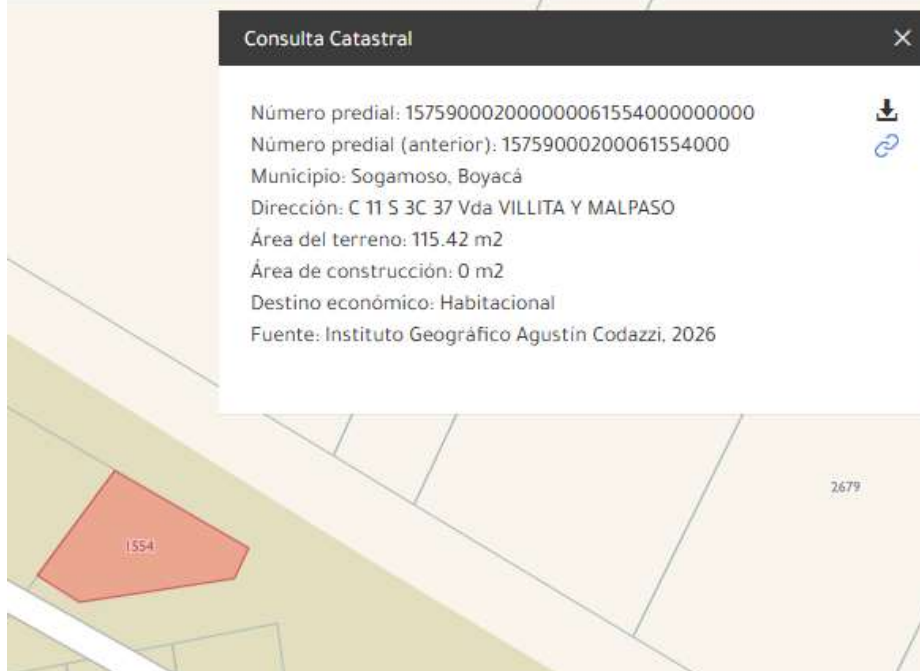 Consulta Catastral
Número predial: 157590002000000061554000000000
Número predial (anterior): 15759000200061554000
Municipio: Sogamoso, Boyacá
Dirección: C 11 S 3C 37 Vda VILLITA Y MALPASO
Área del terreno: 115.42 m2
Área de construcción: 0 m2
Destino económico: Habitacional
Fuente: Instituto Geográfico Agustín Codazzi, 2026
2679
1554